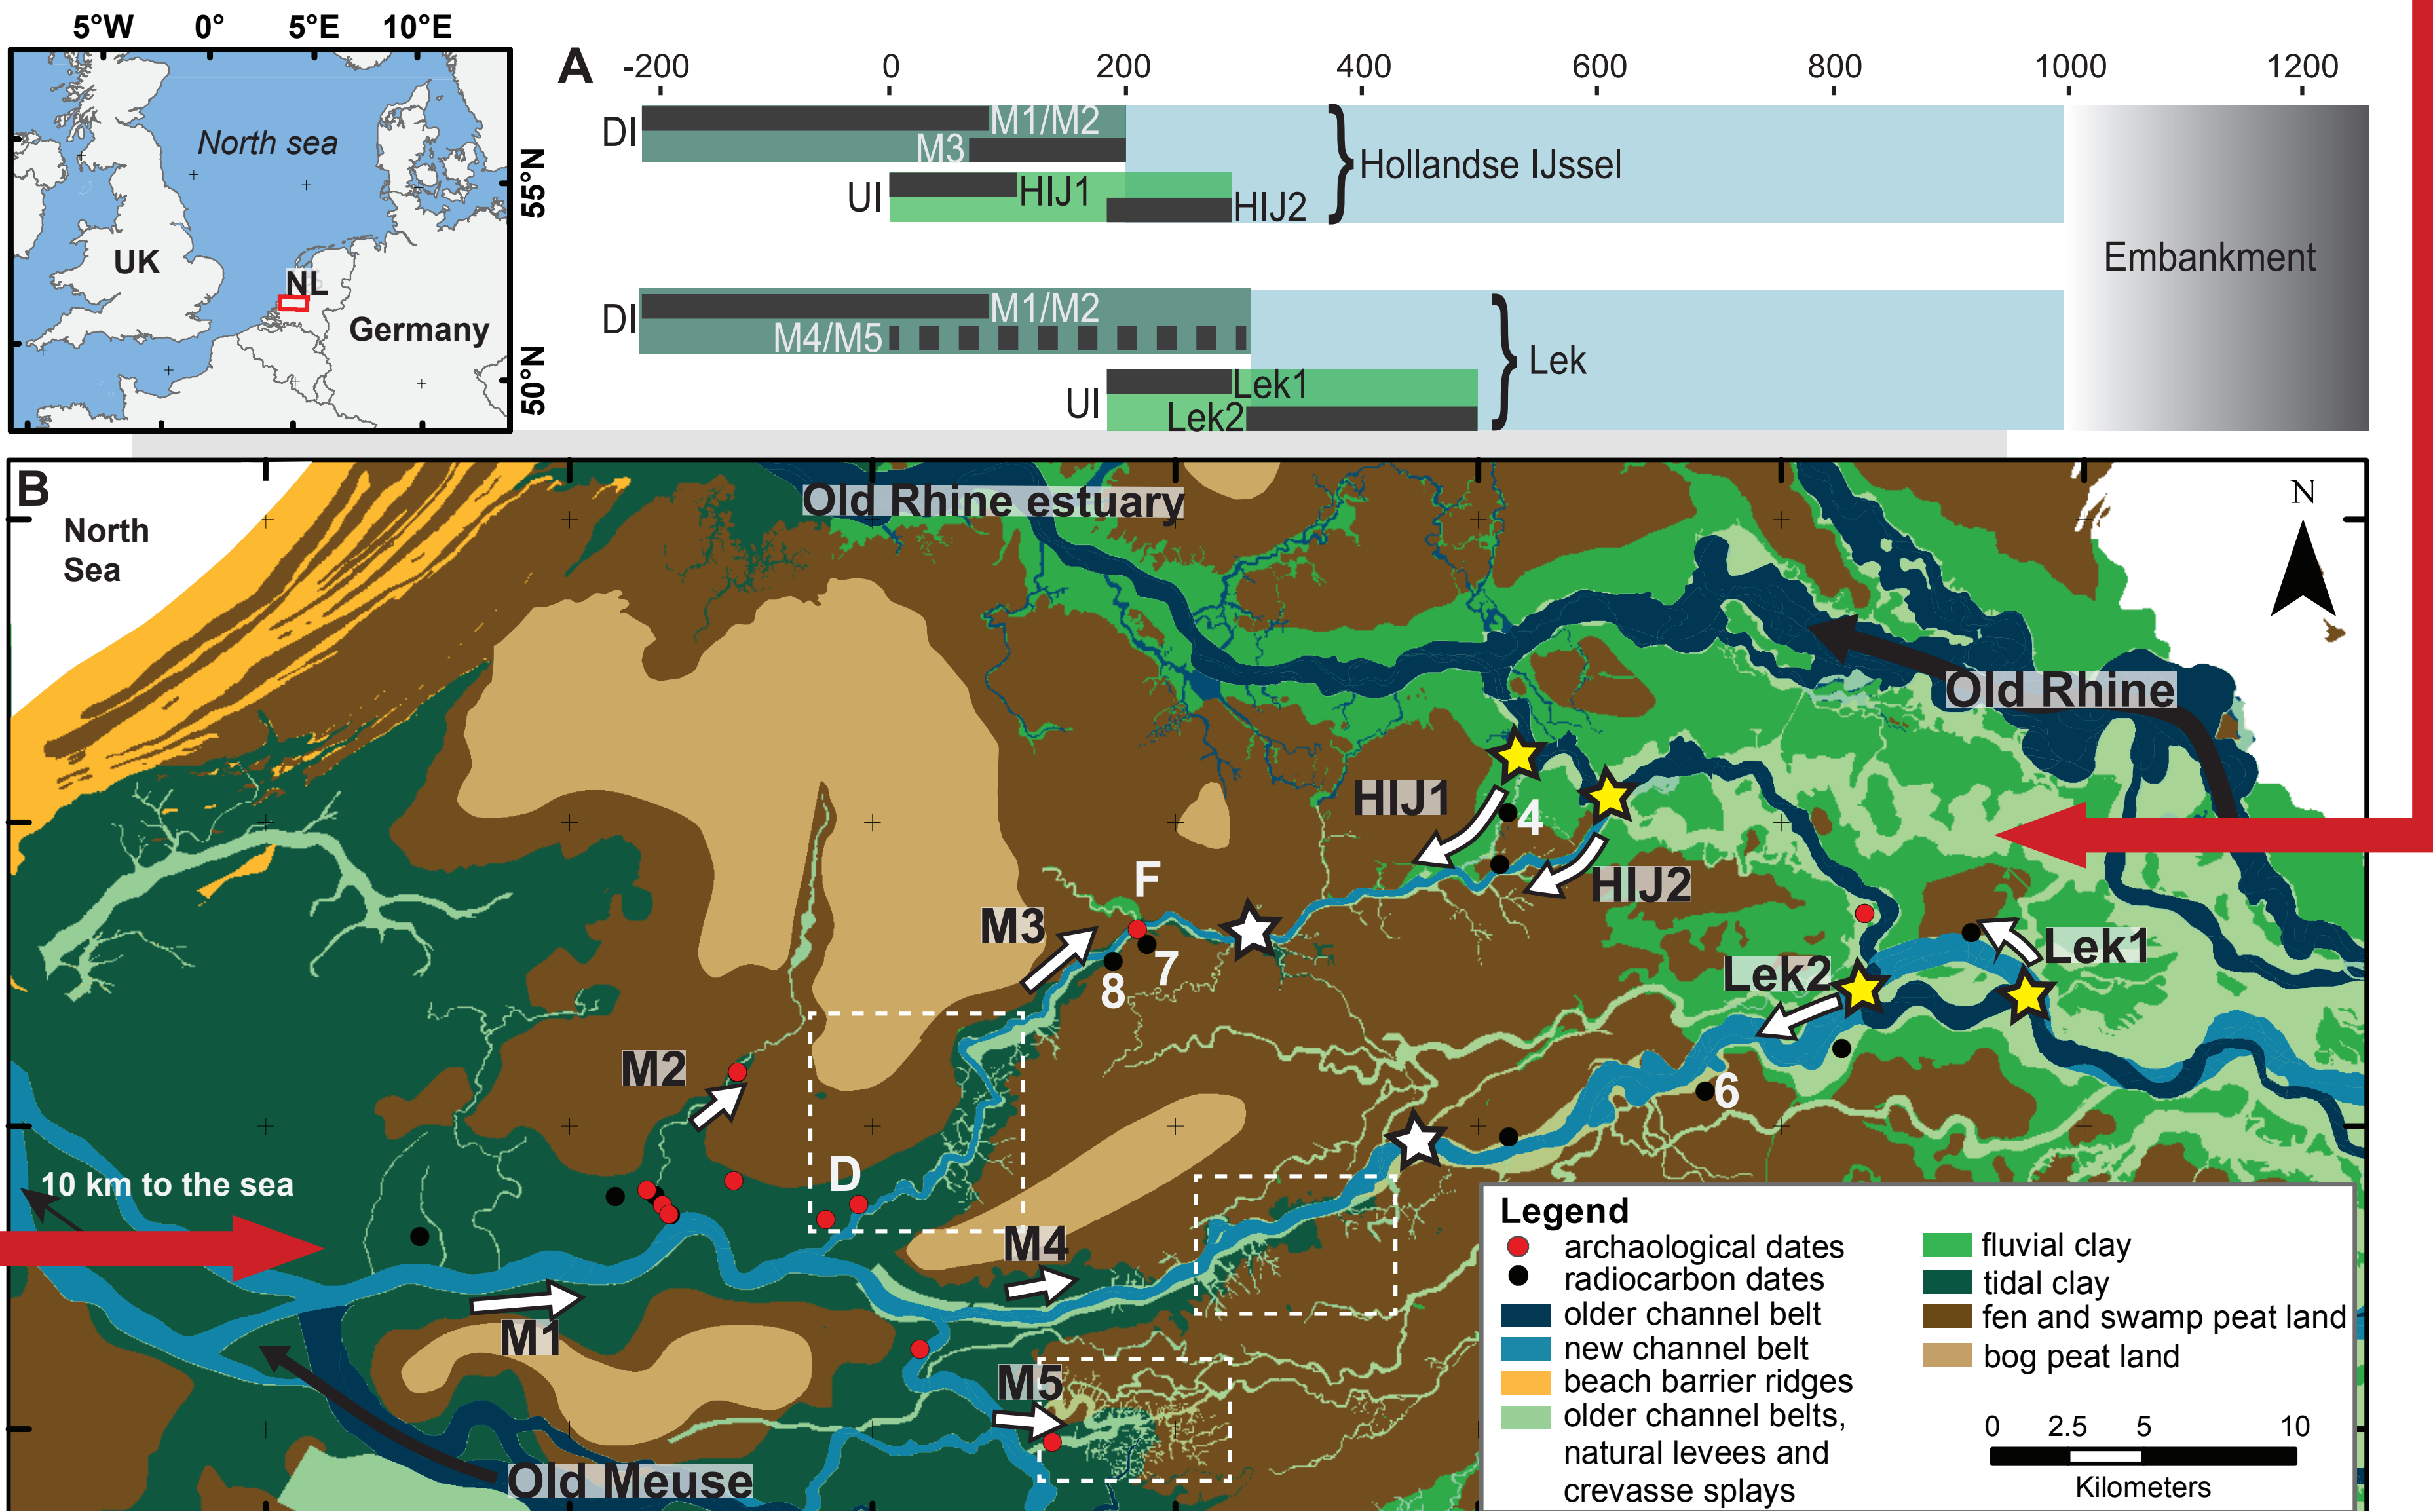 5°W 0° 5°E 10°E
North sea
UK
NL
Germany
55°N
50°N
A
-200 0 200 400 600 800 1000 1200
DI
M1/M2
M3
UI
HIJ1
HIJ2
Hollandse IJssel
Embankment
DI
M1/M2
M4/M5
UI
Lek1
Lek2
Lek
B
North
Sea
Old Rhine estuary
N
Old Rhine
HIJ1
4
HIJ2
F
M3
7
8
Lek1
Lek2
M2
6
D
10 km to the sea
M4
M1
M5
Old Meuse
Legend
archaological dates
radiocarbon dates
older channel belt
new channel belt
beach barrier ridges
older channel belts,
natural levees and
crevasse splays
fluvial clay
tidal clay
fen and swamp peat land
bog peat land
0 2.5 5 10
Kilometers